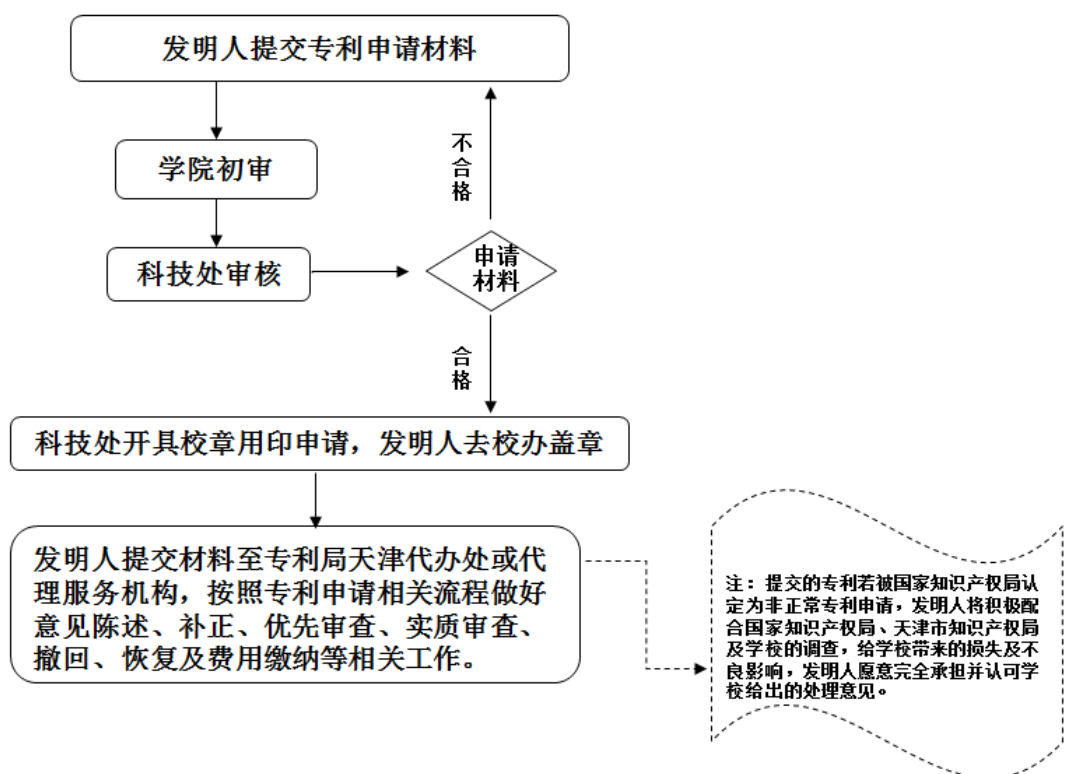 发明人提交专利申请材料
学院初审
不
合
格
科技处审核
申请
材料
合
格
科技处开具校章用印申请，发明人去校办盖章
发明人提交材料至专利局天津代办处或代
理服务机构，按照专利申请相关流程做好
意见陈述、补正、优先审查、实质审查、
撤回、恢复及费用缴纳等相关工作。
注：提交的专利若被国家知识产权局认
定为非正常专利申请，发明人将积极配
合国家知识产权局、天津市知识产权局
及学校的调查，给学校带来的损失及不
良影响，发明人愿意完全承担并认可学
校给出的处理意见。